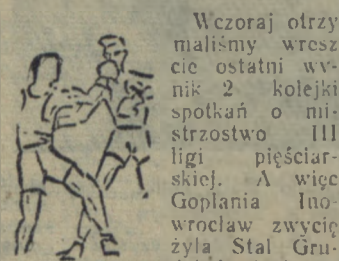 Wczoraj otrzy
maliśmy wresz
cie ostatni wy-
nik 2 kolejki
spotkań o mi-
strzostwo III
ligi pięściar-
skiej. A więc
Goplania Ino-
wrocław zwycię
żyla Stal Gru-